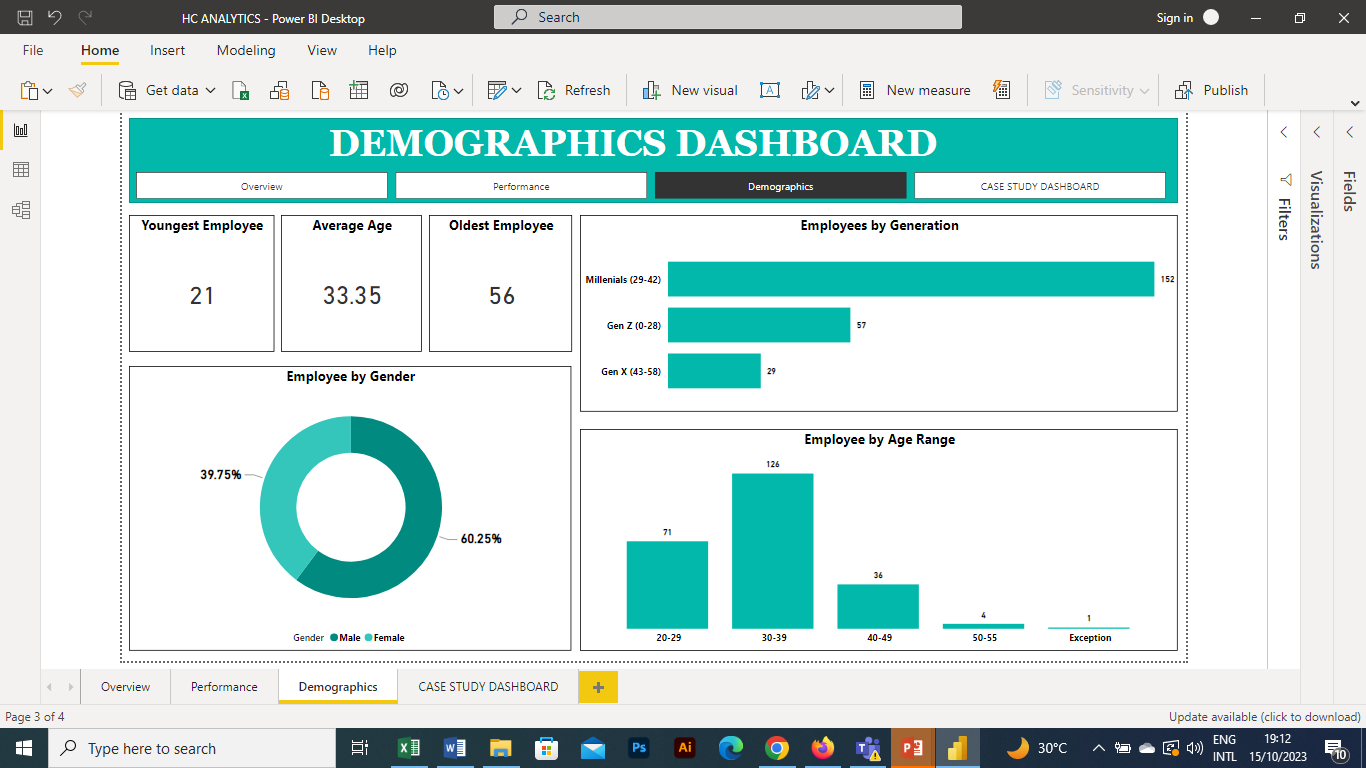 HC ANALYTICS - Power BI Desktop
Search
Sign in
File
Home
Insert
Modeling
View
Help
Get data
Refresh
New visual
A
New measure
Sensitivity
Publish
DEMOGRAPHICS DASHBOARD
Overview
Performance
Demographics
CASE STUDY DASHBOARD
Youngest Employee
21
Average Age
33.35
Oldest Employee
56
Employees by Generation
Millenials (29-42)
152
Gen Z (0-28)
57
Gen X (43-58)
29
Employee by Gender
39.75%
60.25%
Gender
Male
Female
Employee by Age Range
71
126
36
4
1
20-29
30-39
40-49
50-55
Exception
Filters
Visualizations
Fields
Overview
Performance
Demographics
CASE STUDY DASHBOARD
Page 3 of 4
Update available (click to download)
Type here to search
Ps
Ai
30°C
ENG
INTL
19:12
15/10/2023
10